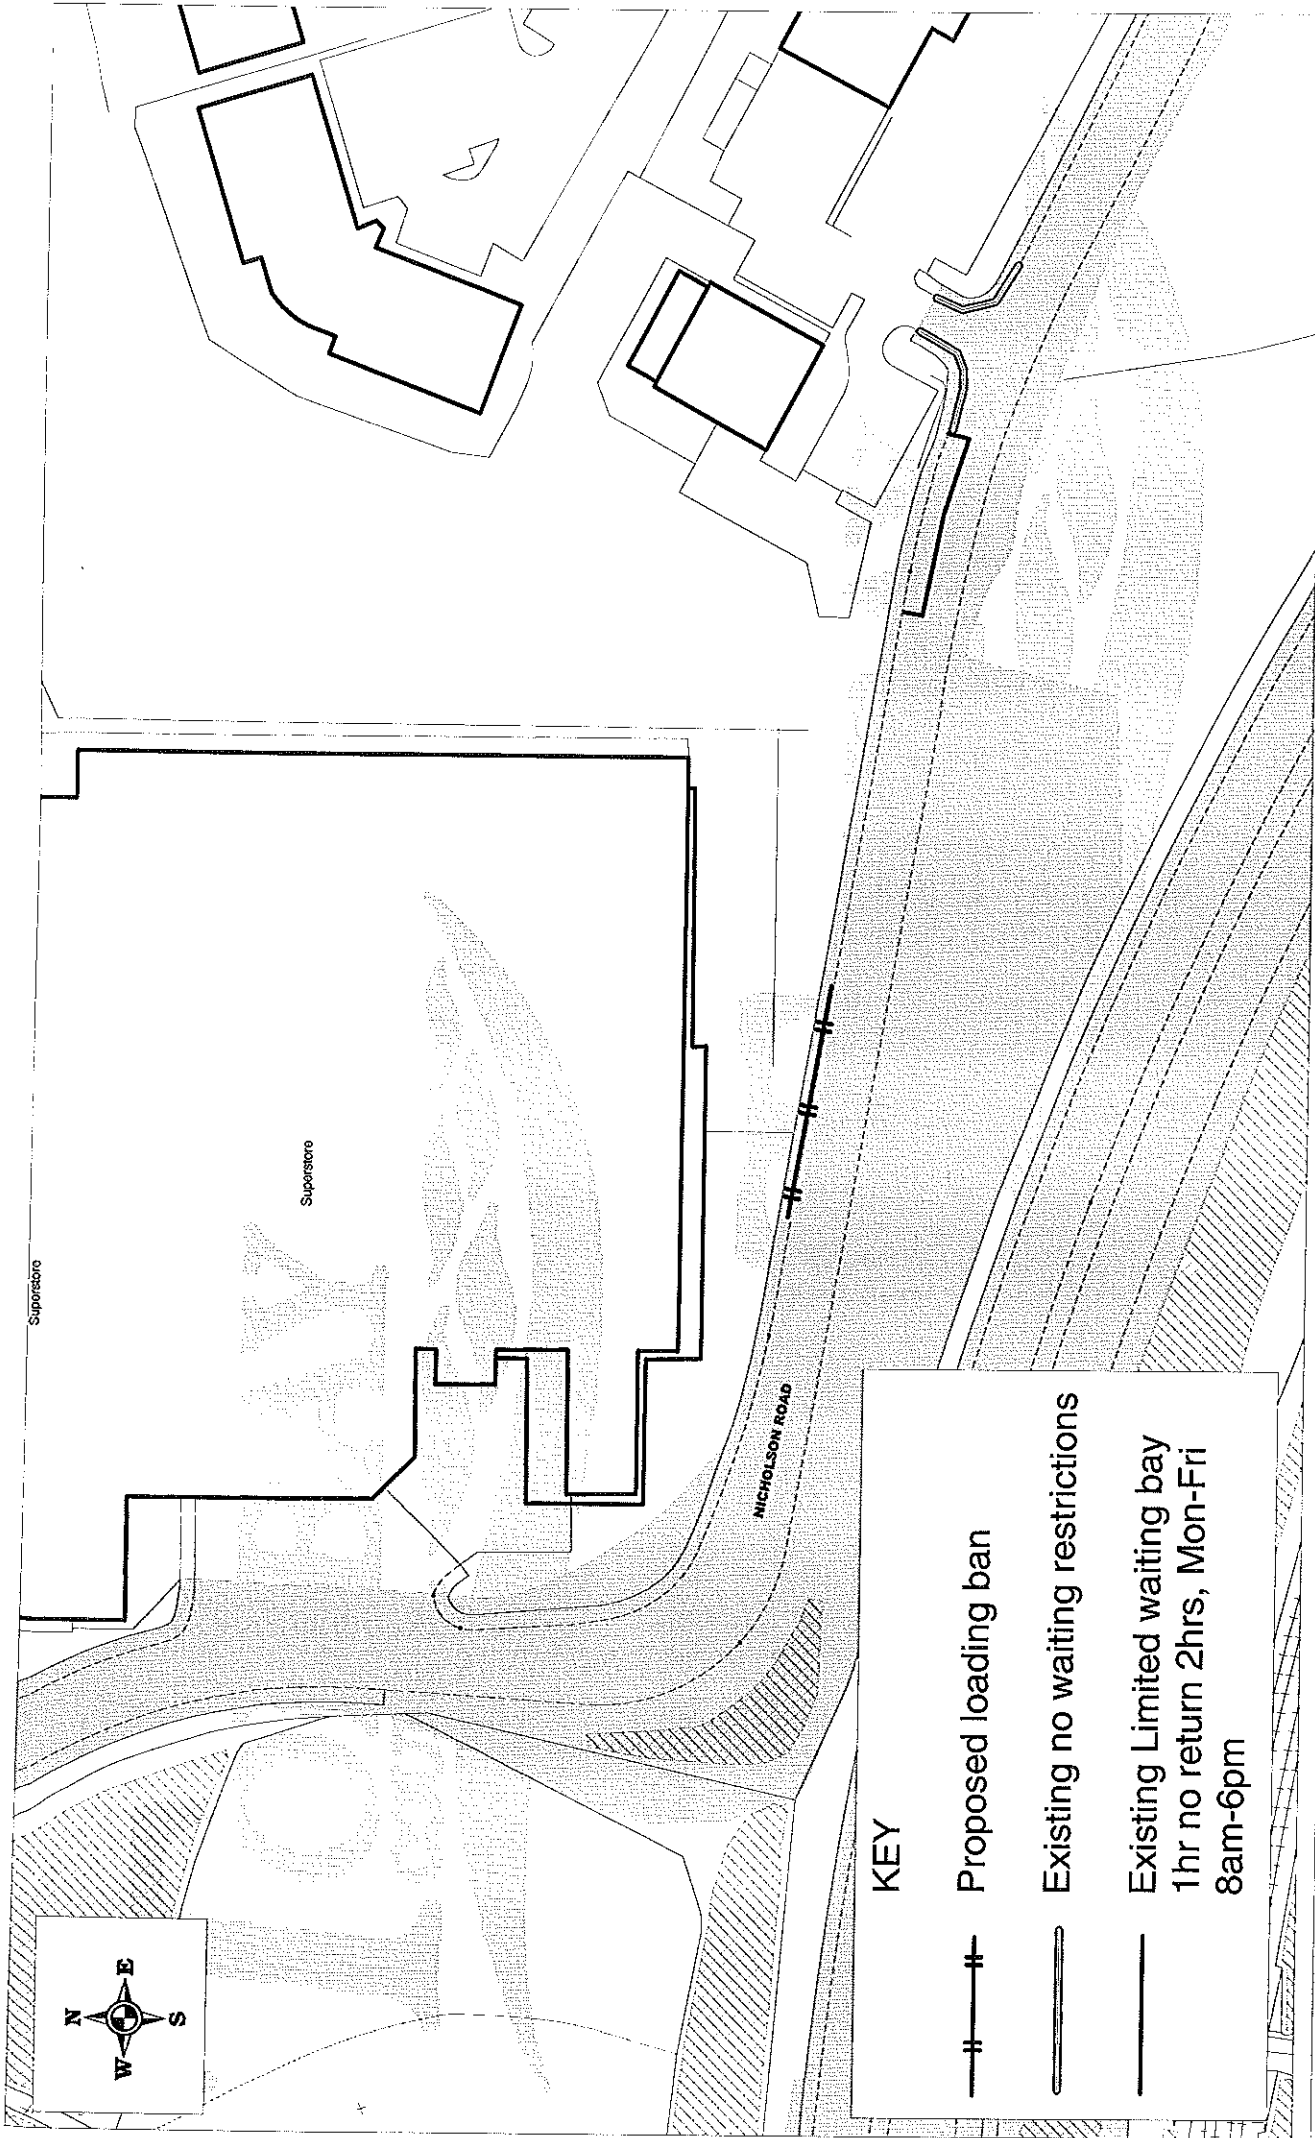 Superstore
Superstore
NICHOLSON ROAD
N
W E
S
KEY
Proposed loading ban
Existing no waiting restrictions
Existing Limited waiting bay
1hr no return 2hrs, Mon-Fri
8am-6pm